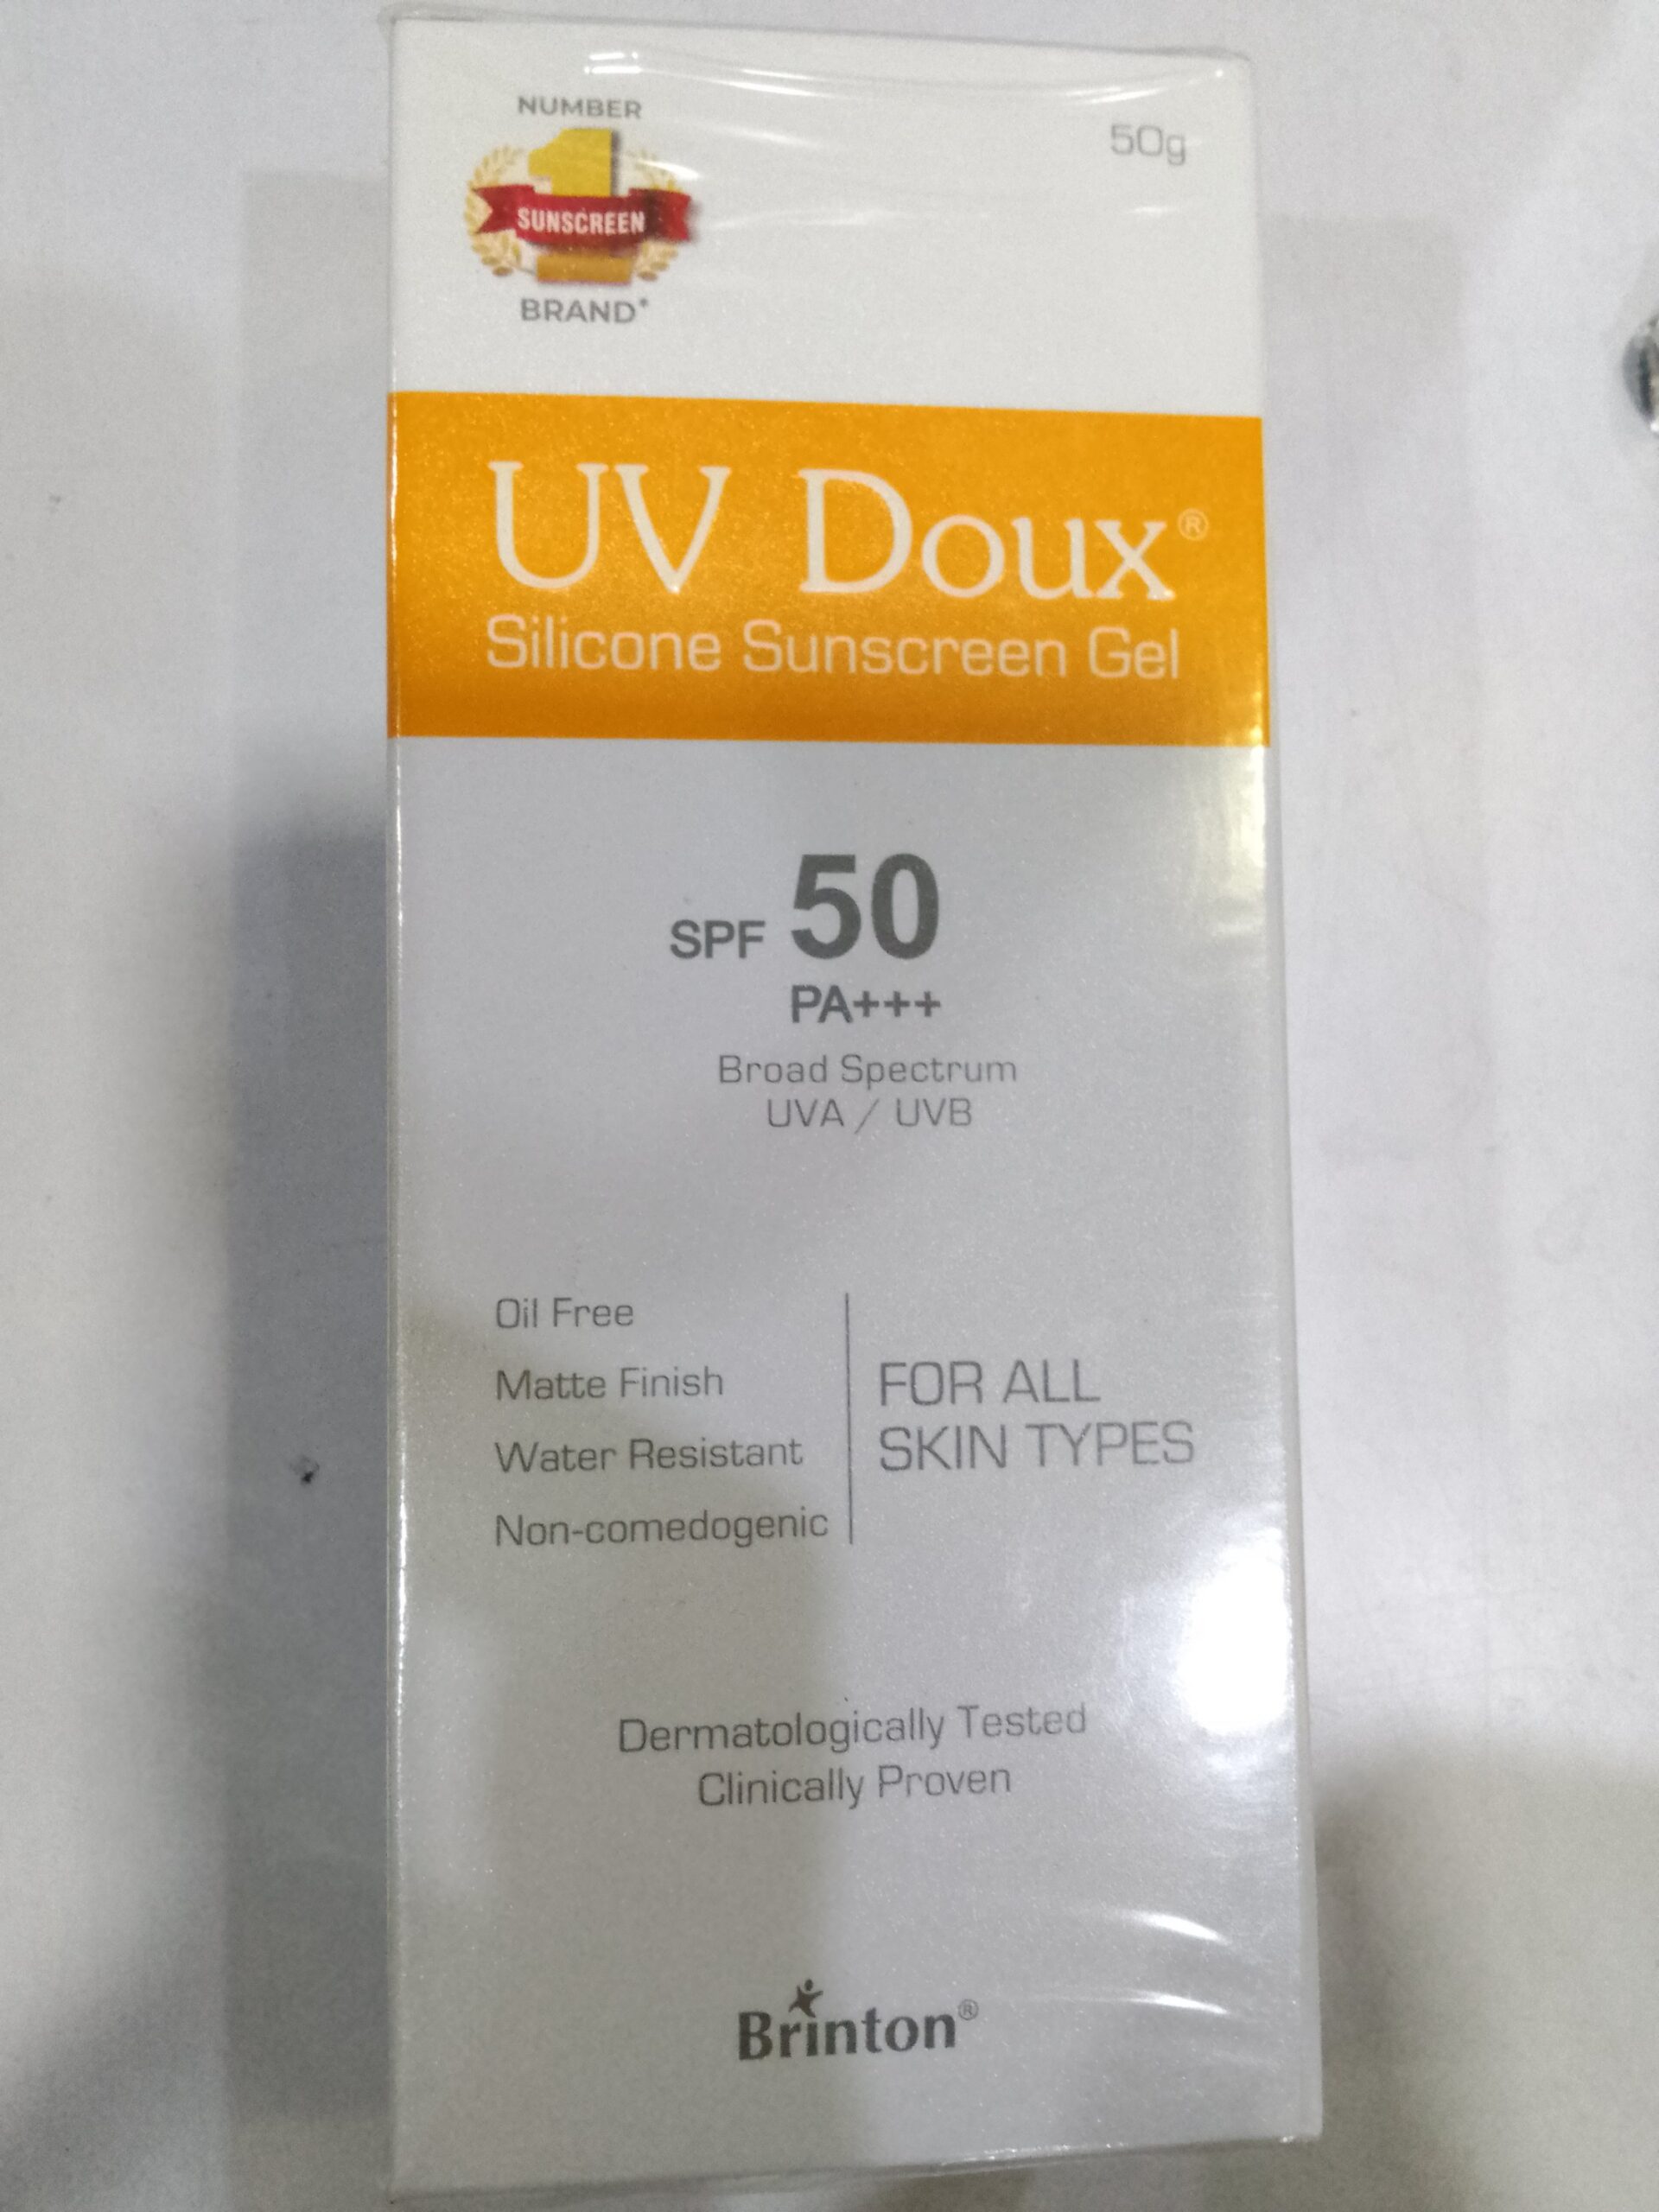 NUMBER
1
SUNSCREEN
BRAND*
50g
UV Doux®
Silicone Sunscreen Gel
SPF 50
PA+++
Broad Spectrum
UVA / UVB
Oil Free
Matte Finish
Water Resistant
Non-comedogenic
FOR ALL
SKIN TYPES
Dermatologically Tested
Clinically Proven
Brinton®